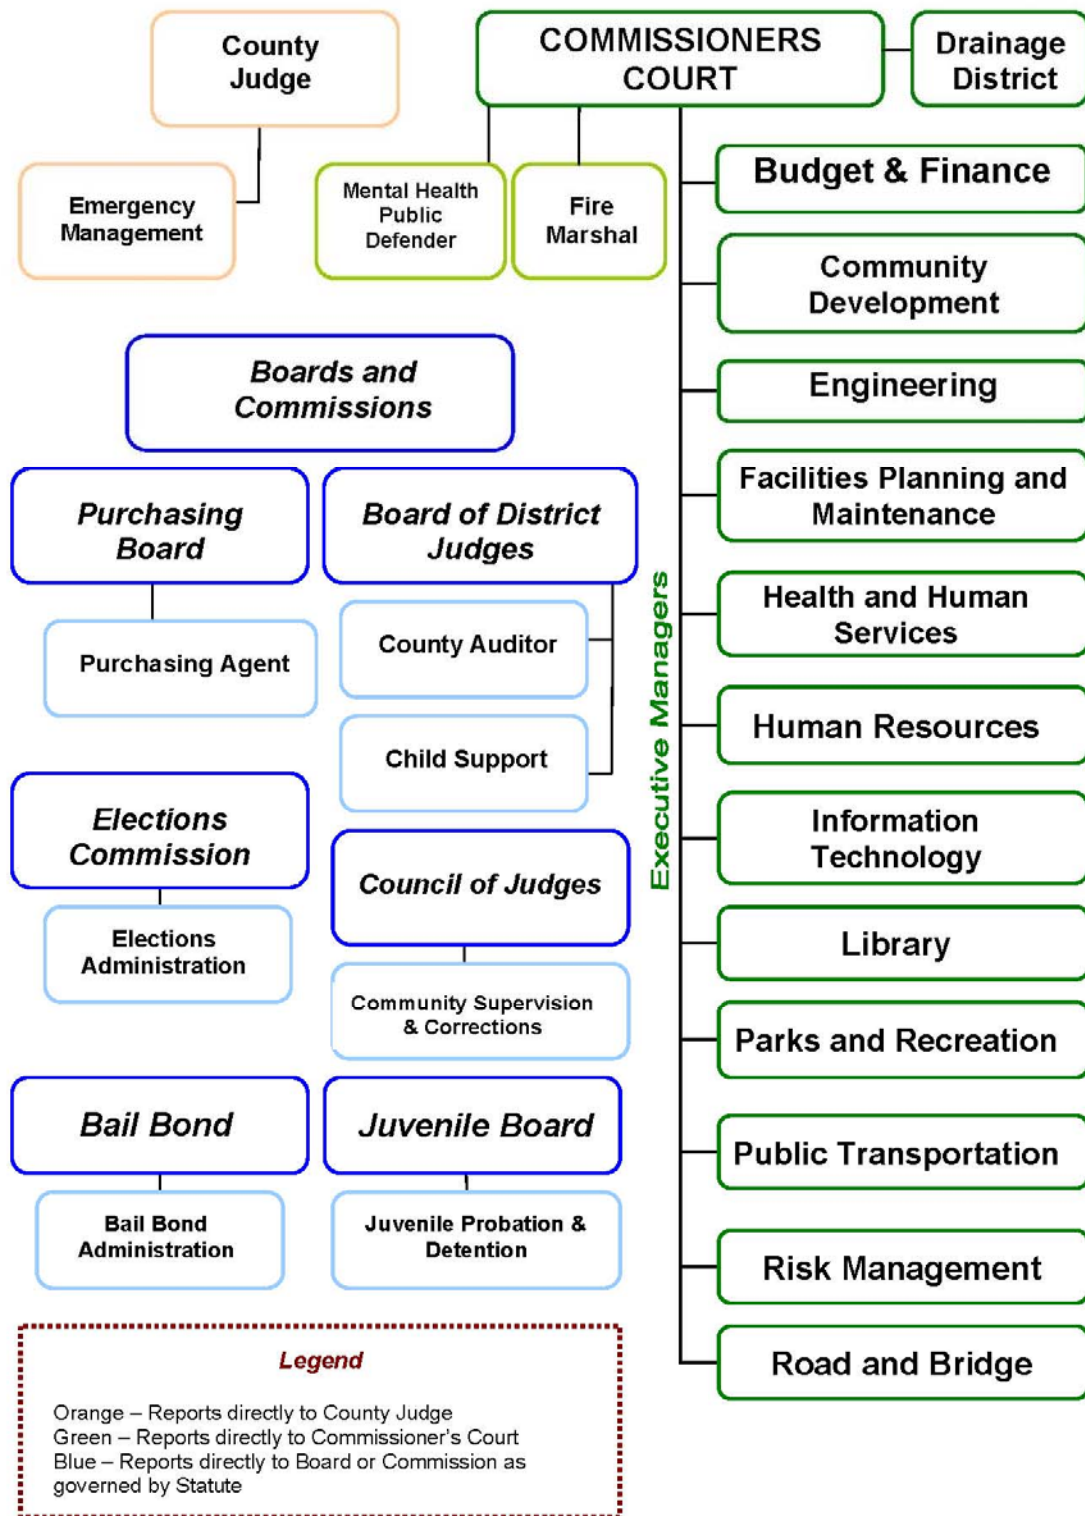 County
Judge
COMMISSIONERS
COURT
Drainage
District
Emergency
Management
Mental Health
Public
Defender
Fire
Marshal
Executive Managers
Budget & Finance
Community
Development
Engineering
Facilities Planning and
Maintenance
Health and Human
Services
Human Resources
Information
Technology
Library
Parks and Recreation
Public Transportation
Risk Management
Road and Bridge
Boards and
Commissions
Purchasing
Board
Purchasing Agent
Board of District
Judges
County Auditor
Child Support
Elections
Commission
Elections
Administration
Council of Judges
Community Supervision
& Corrections
Bail Bond
Bail Bond
Administration
Juvenile Board
Juvenile Probation &
Detention
Legend
Orange – Reports directly to County Judge
Green – Reports directly to Commissioner's Court
Blue – Reports directly to Board or Commission as
governed by Statute